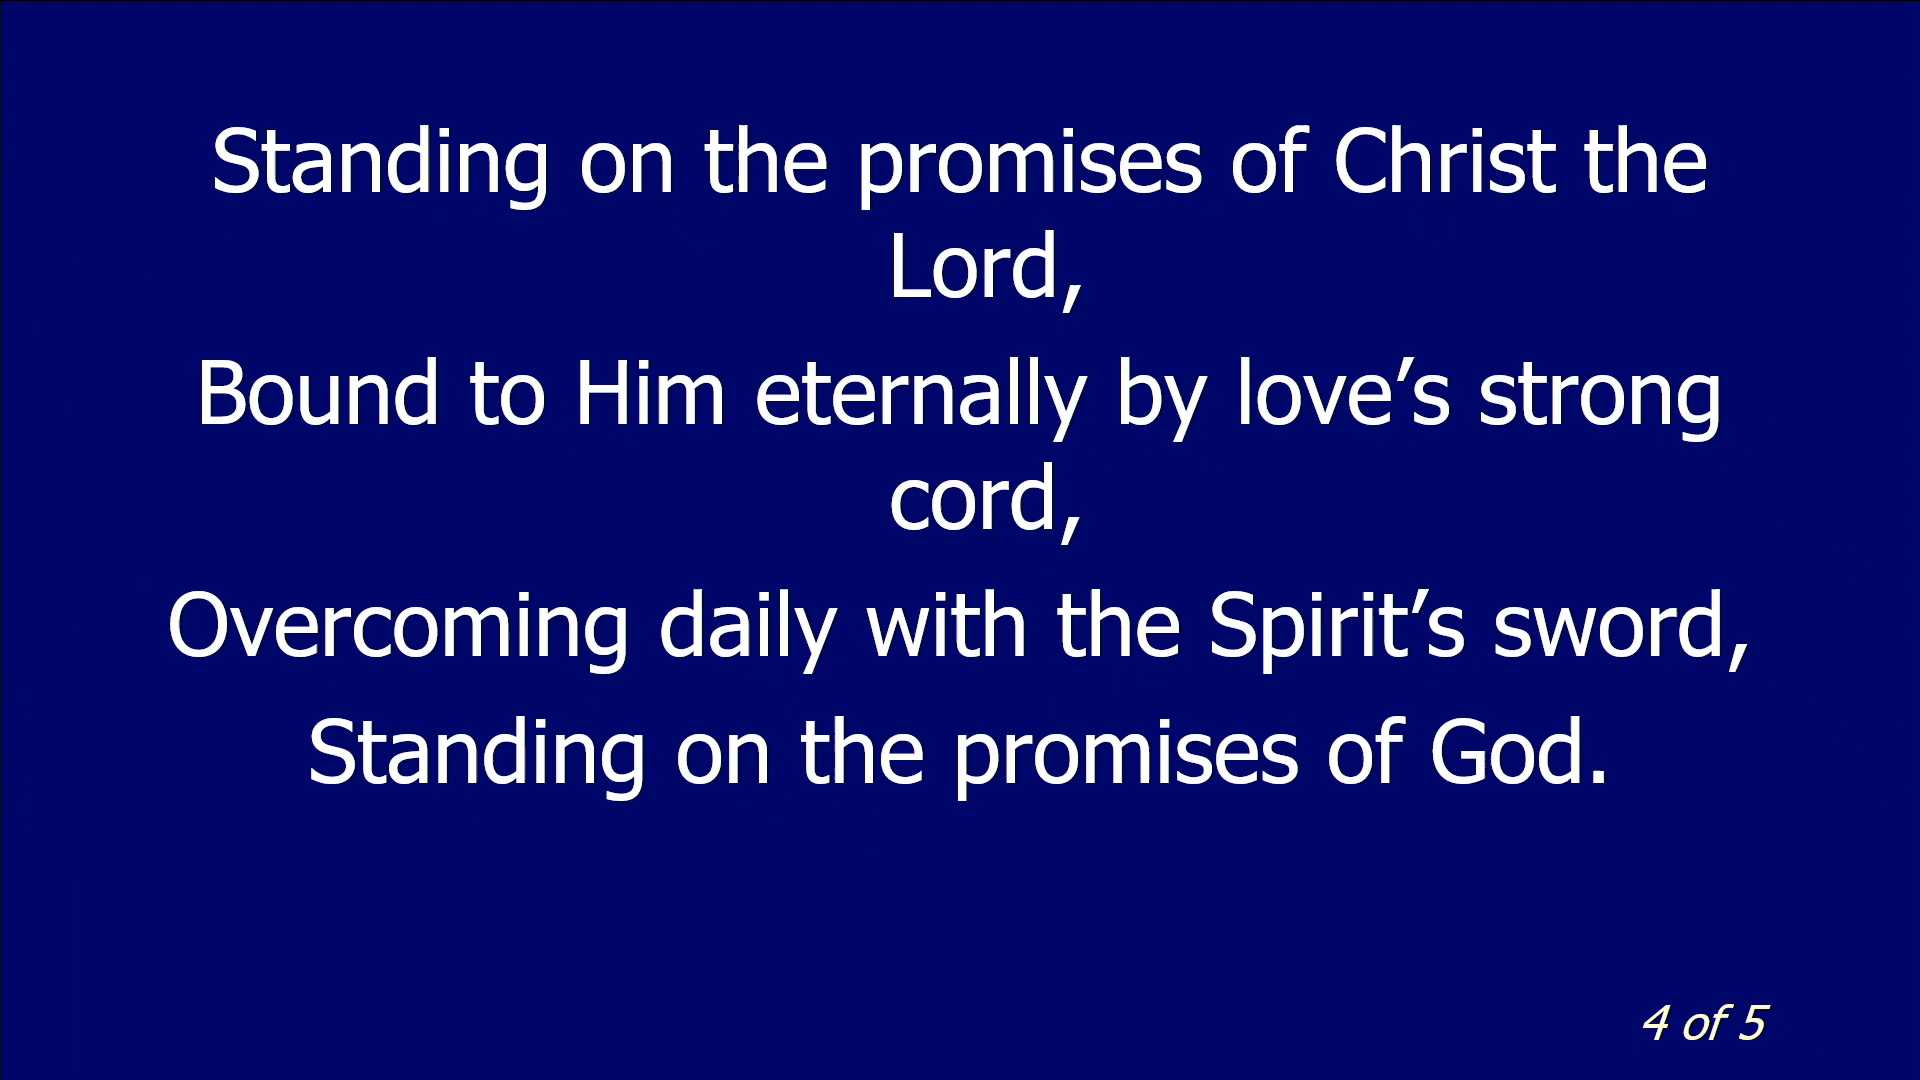 Standing on the promises of Christ the
Lord,
Bound to Him eternally by love’s strong
cord,
Overcoming daily with the Spirit’s sword,
Standing on the promises of God.
4 of 5